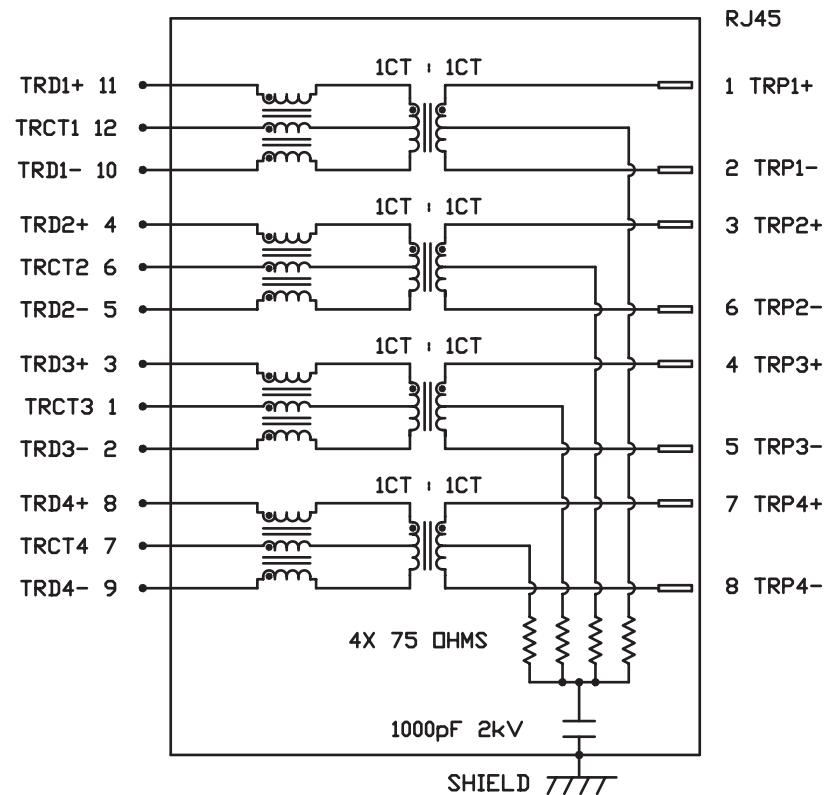 RJ45
1CT : 1CT
TRD1+ 11
1 TRP1+
TRCT1 12
TRD1- 10
2 TRP1-
1CT : 1CT
TRD2+ 4
3 TRP2+
TRCT2 6
TRD2- 5
6 TRP2-
1CT : 1CT
TRD3+ 3
4 TRP3+
TRCT3 1
TRD3- 2
5 TRP3-
1CT : 1CT
TRD4+ 8
7 TRP4+
TRCT4 7
TRD4- 9
8 TRP4-
4X 75 OHMS
1000pF 2kV
SHIELD